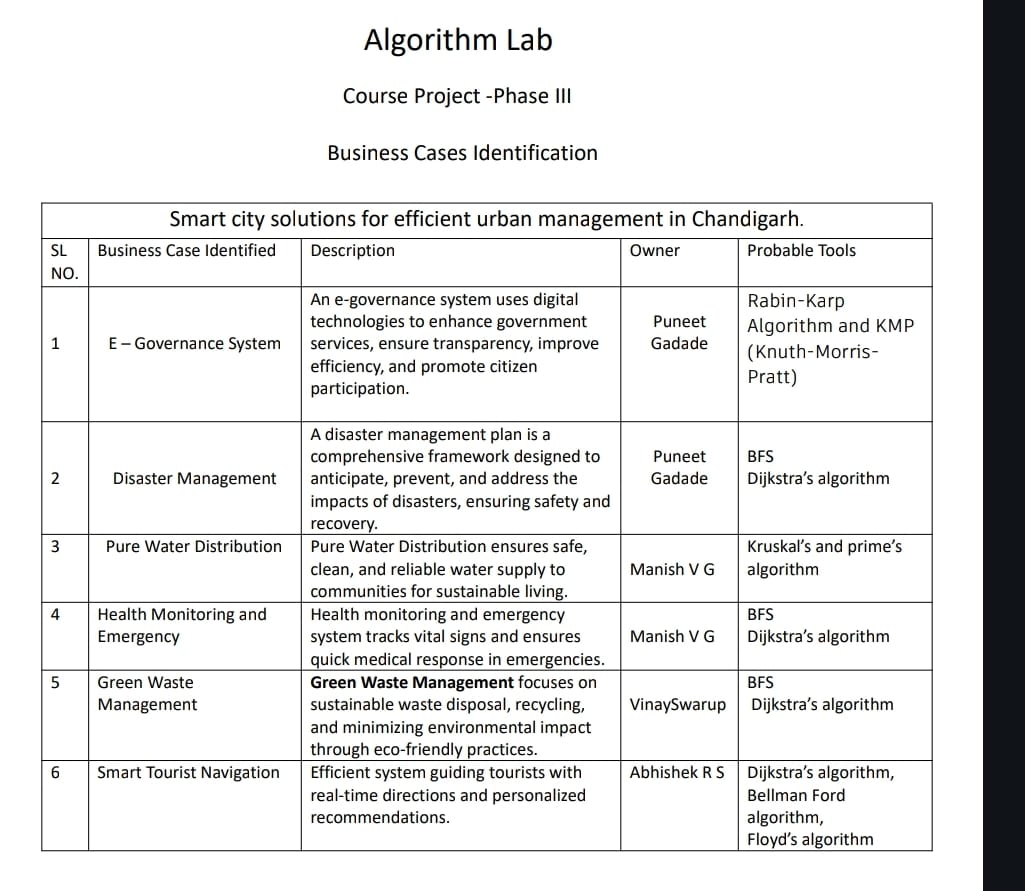 Algorithm Lab
Course Project -Phase III
Business Cases Identification
Smart city solutions for efficient urban management in Chandigarh.
SL
NO.
Business Case Identified
Description
Owner
Probable Tools
1
E – Governance System
An e-governance system uses digital
technologies to enhance government
services, ensure transparency, improve
efficiency, and promote citizen
participation.
Puneet
Gadade
Rabin-Karp
Algorithm and KMP
(Knuth-Morris-
Pratt)
2
Disaster Management
A disaster management plan is a
comprehensive framework designed to
anticipate, prevent, and address the
impacts of disasters, ensuring safety and
recovery.
Puneet
Gadade
BFS
Dijkstra’s algorithm
3
Pure Water Distribution
Pure Water Distribution ensures safe,
clean, and reliable water supply to
communities for sustainable living.
Manish V G
Kruskal’s and prime’s
algorithm
4
Health Monitoring and
Emergency
Health monitoring and emergency
system tracks vital signs and ensures
quick medical response in emergencies.
Manish V G
BFS
Dijkstra’s algorithm
5
Green Waste
Management
Green Waste Management focuses on
sustainable waste disposal, recycling,
and minimizing environmental impact
through eco-friendly practices.
VinaySwarup
BFS
Dijkstra’s algorithm
6
Smart Tourist Navigation
Efficient system guiding tourists with
real-time directions and personalized
recommendations.
Abhishek R S
Dijkstra’s algorithm,
Bellman Ford
algorithm,
Floyd’s algorithm